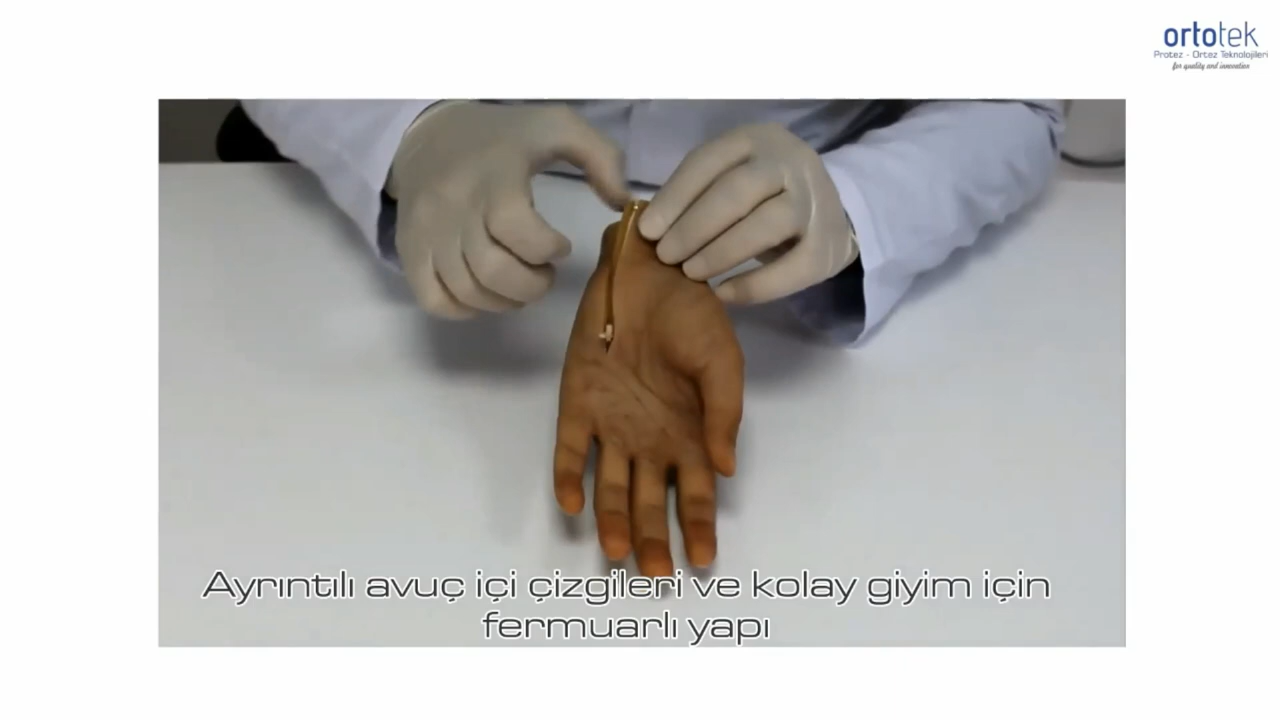 ortotek
Protez - Ortez Teknolojileri
for quality and innovation
Ayrıntılı avuç içi çizgileri ve kolay giyim için
fermuarlı yapı